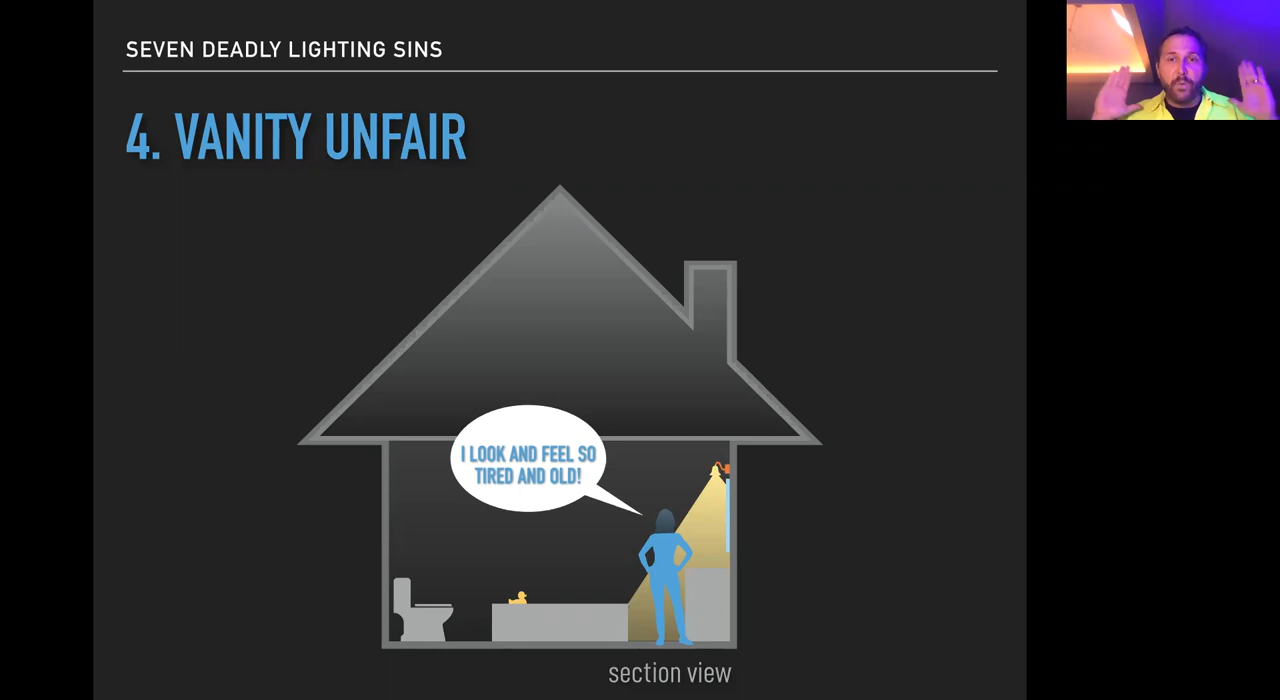 SEVEN DEADLY LIGHTING SINS
4. VANITY UNFAIR
I LOOK AND FEEL SO
TIRED AND OLD!
section view